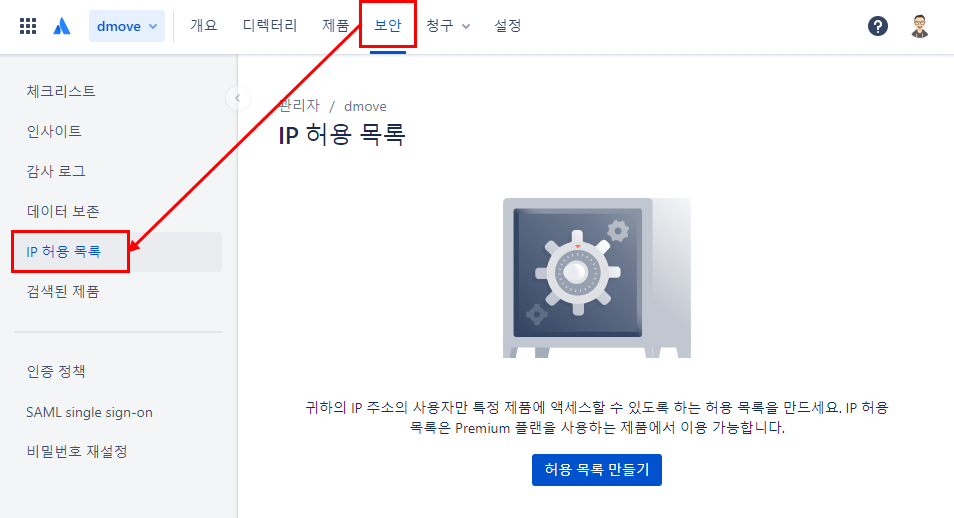 dmove 개요 디렉터리 제품 보안 청구 설정
체크리스트
인사이트
감사 로그
데이터 보존
IP 허용 목록
검색된 제품
인증 정책
SAML single sign-on
비밀번호 재설정
관리자 / dmove
IP 허용 목록
귀하의 IP 주소의 사용자만 특정 제품에 액세스할 수 있도록 하는 허용 목록을 만드세요. IP 허용
목록은 Premium 플랜을 사용하는 제품에서 이용 가능합니다.
허용 목록 만들기